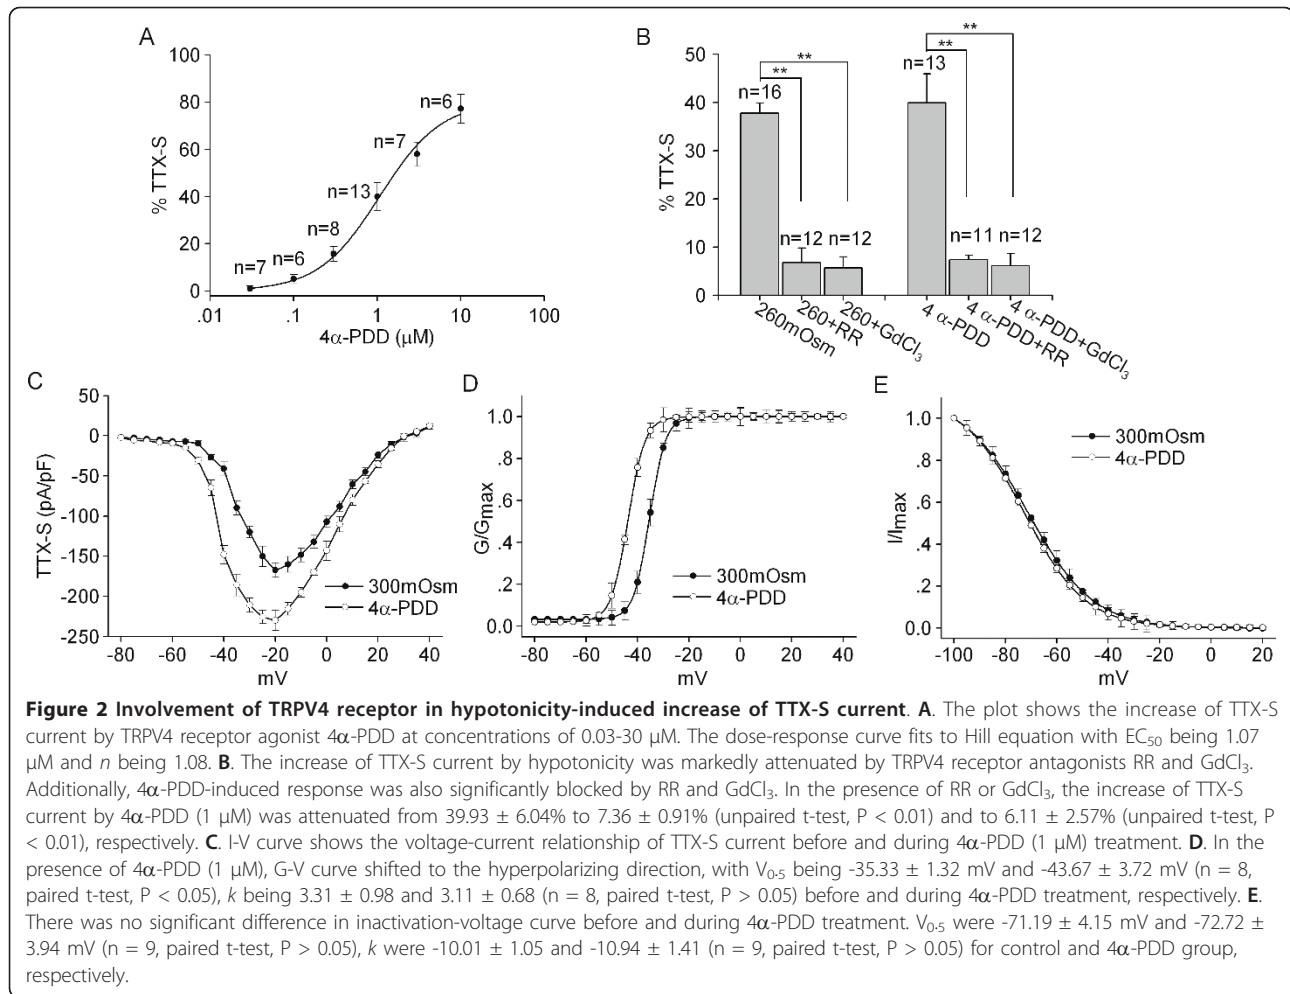 A
% TTX-S
100
80
60
40
20
0
n=7
n=6
n=8
n=13
n=7
n=6
.01
.1
1
10
100
4α-PDD (μM)
B
% TTX-S
50
40
30
20
10
0
**
**
**
**
n=16
n=12
n=12
n=13
n=11
n=12
260mOsm
260+RR
260+GdCl₃
4 α-PDD
4 α-PDD+RR
4 α-PDD+GdCl₃
C
TTX-S (pA/pF)
50
0
-50
-100
-150
-200
-250
300mOsm
4α-PDD
-80 -60 -40 -20 0 20 40
mV
D
G/Gmax
1.0
.8
.6
.4
.2
0.0
300mOsm
4α-PDD
-80 -60 -40 -20 0 20 40
mV
E
I/Imax
1.0
.8
.6
.4
.2
0.0
300mOsm
4α-PDD
-100 -80 -60 -40 -20 0 20
mV
Figure 2 Involvement of TRPV4 receptor in hypotonicity-induced increase of TTX-S current. A. The plot shows the increase of TTX-S
current by TRPV4 receptor agonist 4α-PDD at concentrations of 0.03-30 μM. The dose-response curve fits to Hill equation with EC₅₀ being 1.07
μM and n being 1.08. B. The increase of TTX-S current by hypotonicity was markedly attenuated by TRPV4 receptor antagonists RR and GdCl₃.
Additionally, 4α-PDD-induced response was also significantly blocked by RR and GdCl₃. In the presence of RR or GdCl₃, the increase of TTX-S
current by 4α-PDD (1 μM) was attenuated from 39.93 ± 6.04% to 7.36 ± 0.91% (unpaired t-test, P < 0.01) and to 6.11 ± 2.57% (unpaired t-test, P
< 0.01), respectively. C. I-V curve shows the voltage-current relationship of TTX-S current before and during 4α-PDD (1 μM) treatment. D. In the
presence of 4α-PDD (1 μM), G-V curve shifted to the hyperpolarizing direction, with V₀.₅ being -35.33 ± 1.32 mV and -43.67 ± 3.72 mV (n = 8,
paired t-test, P < 0.05), k being 3.31 ± 0.98 and 3.11 ± 0.68 (n = 8, paired t-test, P > 0.05) before and during 4α-PDD treatment, respectively. E.
There was no significant difference in inactivation-voltage curve before and during 4α-PDD treatment. V₀.₅ were -71.19 ± 4.15 mV and -72.72 ±
3.94 mV (n = 9, paired t-test, P > 0.05), k were -10.01 ± 1.05 and -10.94 ± 1.41 (n = 9, paired t-test, P > 0.05) for control and 4α-PDD group,
respectively.